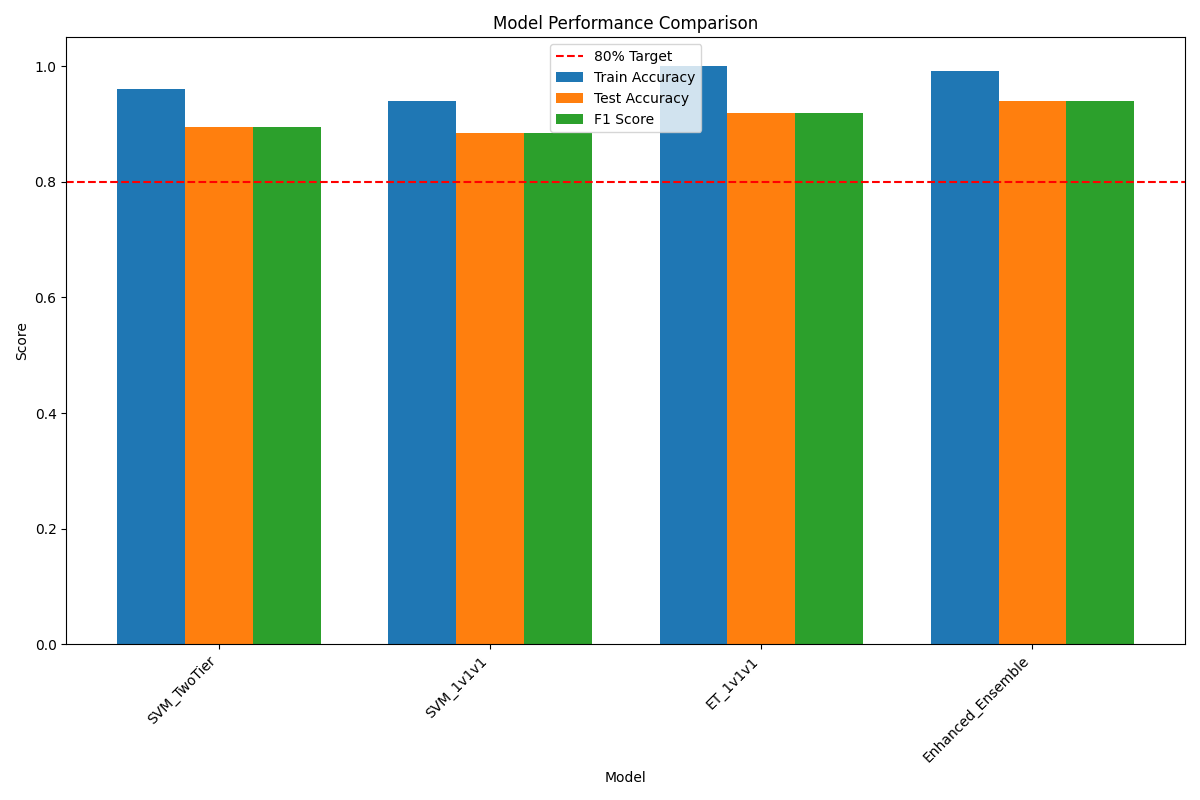 Model Performance Comparison
80% Target
Train Accuracy
Test Accuracy
F1 Score
1.0
0.8
0.6
0.4
0.2
0.0
Score
SVM_TwoTier
SVM_1v1v1
ET_1v1v1
Enhanced_Ensemble
Model